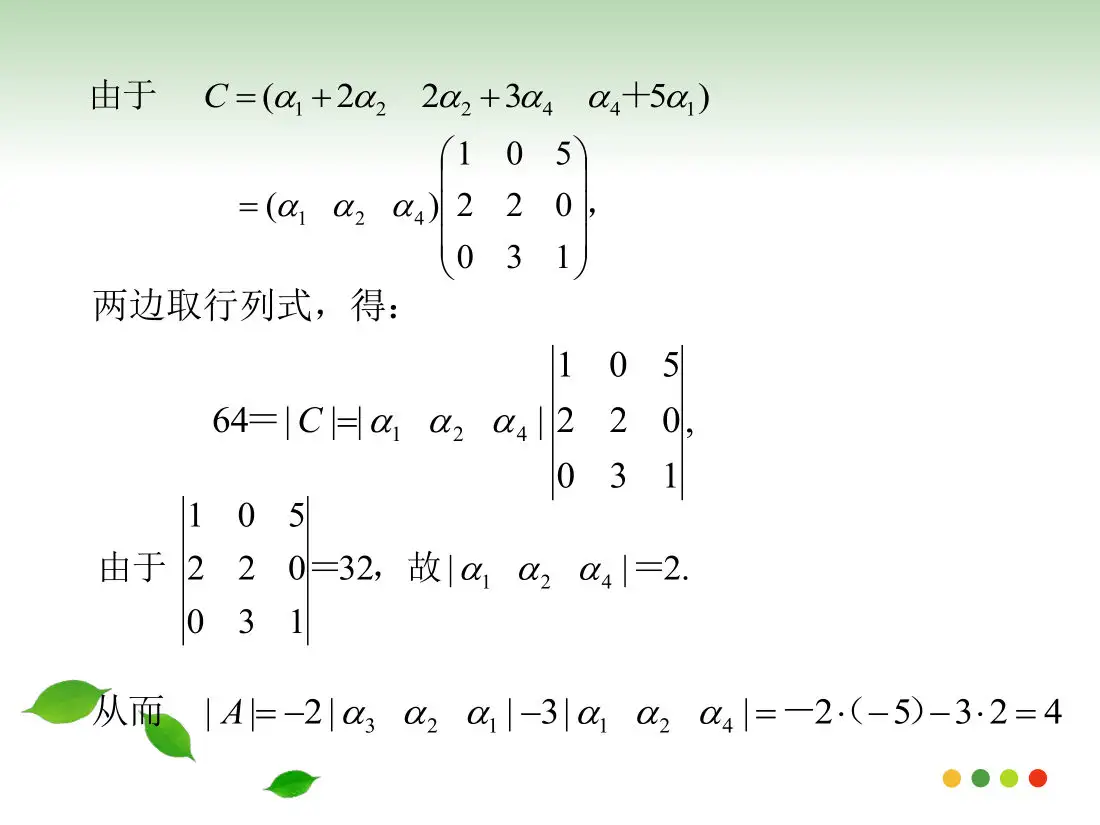 由于 C=(α₁+2α₂ 2α₂+3α₄ α₄+5α₁)
=(α₁ α₂ α₄)
1 0 5
2 2 0
0 3 1
，
两边取行列式，得：
64=|C|=|α₁ α₂ α₄|
1 0 5
2 2 0
0 3 1
,
由于
1 0 5
2 2 0
0 3 1
=32，故|α₁ α₂ α₄|=2.
从而 |A|=−2|α₃ α₂ α₁|−3|α₁ α₂ α₄|=−2·(−5)−3·2=4